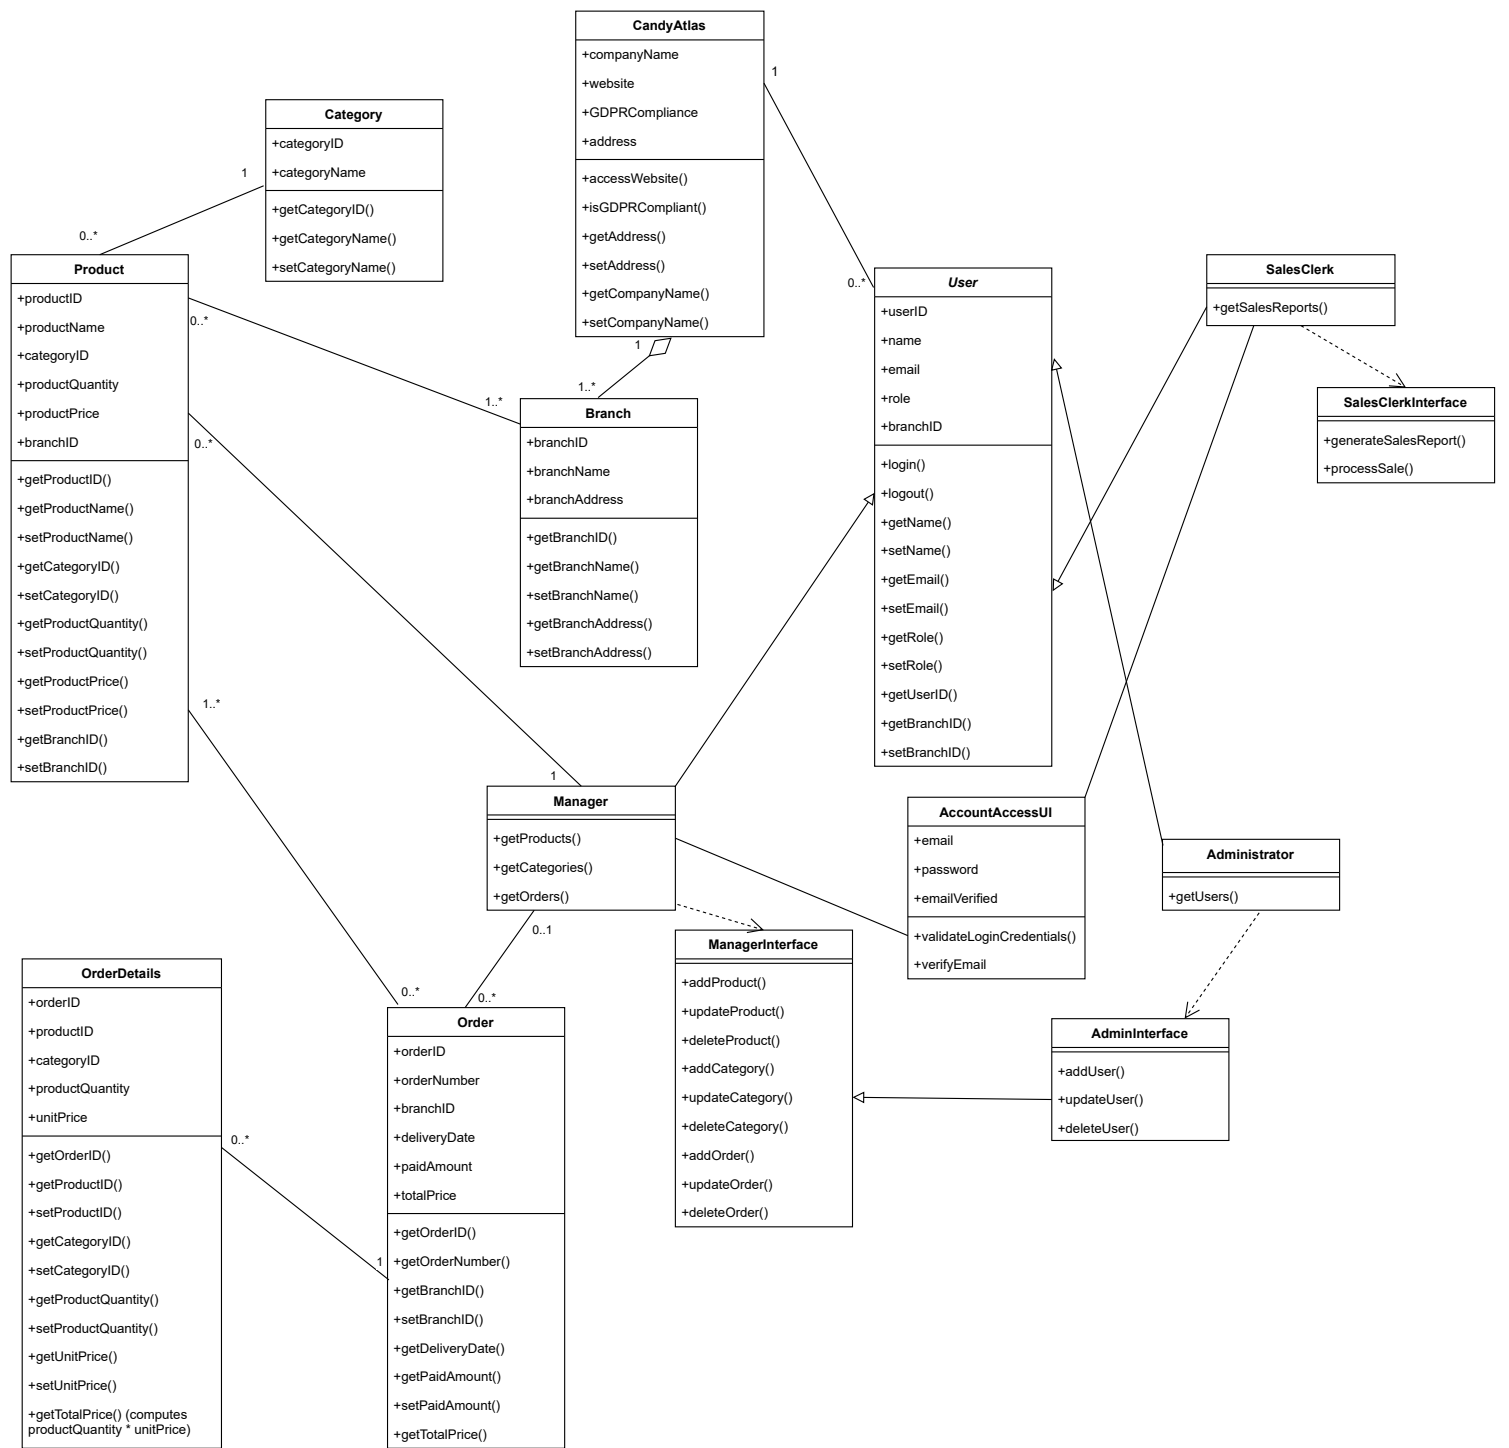 CandyAtlas
+companyName
+website
+GDPRCompliance
+address
+accessWebsite()
+isGDPRCompliant()
+getAddress()
+setAddress()
+getCompanyName()
+setCompanyName()
1
0..*
1
1..*
Category
+categoryID
+categoryName
+getCategoryID()
+getCategoryName()
+setCategoryName()
1
0..*
Product
+productID
+productName
+categoryID
+productQuantity
+productPrice
+branchID
+getProductID()
+getProductName()
+setProductName()
+getCategoryID()
+setCategoryID()
+getProductQuantity()
+setProductQuantity()
+getProductPrice()
+setProductPrice()
+getBranchID()
+setBranchID()
0..*
1..*
0..*
1
1..*
0..*
Branch
+branchID
+branchName
+branchAddress
+getBranchID()
+getBranchName()
+setBranchName()
+getBranchAddress()
+setBranchAddress()
User
+userID
+name
+email
+role
+branchID
+login()
+logout()
+getName()
+setName()
+getEmail()
+setEmail()
+getRole()
+setRole()
+getUserID()
+getBranchID()
+setBranchID()
SalesClerk
+getSalesReports()
SalesClerkInterface
+generateSalesReport()
+processSale()
Manager
+getProducts()
+getCategories()
+getOrders()
0..1
0..*
AccountAccessUI
+email
+password
+emailVerified
+validateLoginCredentials()
+verifyEmail
Administrator
+getUsers()
ManagerInterface
+addProduct()
+updateProduct()
+deleteProduct()
+addCategory()
+updateCategory()
+deleteCategory()
+addOrder()
+updateOrder()
+deleteOrder()
AdminInterface
+addUser()
+updateUser()
+deleteUser()
OrderDetails
+orderID
+productID
+categoryID
+productQuantity
+unitPrice
+getOrderID()
+getProductID()
+setProductID()
+getCategoryID()
+setCategoryID()
+getProductQuantity()
+setProductQuantity()
+getUnitPrice()
+setUnitPrice()
+getTotalPrice() (computes
productQuantity * unitPrice)
0..*
1
Order
+orderID
+orderNumber
+branchID
+deliveryDate
+paidAmount
+totalPrice
+getOrderID()
+getOrderNumber()
+getBranchID()
+setBranchID()
+getDeliveryDate()
+getPaidAmount()
+setPaidAmount()
+getTotalPrice()